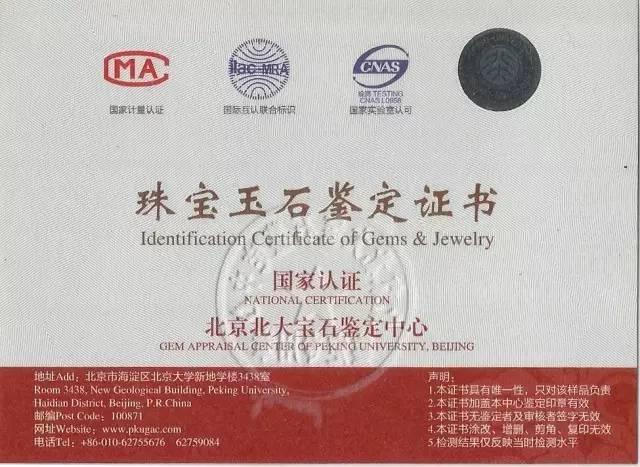 CMA
ilac-MRA
CNAS
检测 TESTING
CNAS L0958
国家计量认证
国际互认联合标识
国家实验室认可
珠宝玉石鉴定证书
Identification Certificate of Gems & Jewelry
国家认证
NATIONAL CERTIFICATION
北京北大宝石鉴定中心
GEM APPRAISAL CENTER OF PEKING UNIVERSITY, BEIJING
地址Add: 北京市海淀区北京大学新地学楼3438室
Room 3438, New Geological Building, Peking University,
Haidian District, Beijing, P.R.China
邮编Post Code: 100871
网址Website: www.pkugac.com
电话Tel: +86-010-62755676 62759084
声明:
1.本证书具有唯一性,只对该样品负责
2.本证书加盖本中心鉴定印章有效
3.本证书无鉴定者及审核者签字无效
4.本证书涂改、增删、剪角、复印无效
5.检测结果仅反映当时检测水平